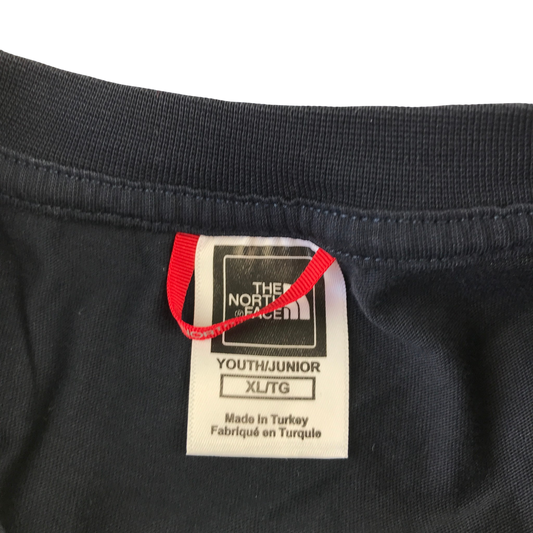 THE
NORTH
FACE
YOUTH/JUNIOR
XL/TG
Made in Turkey
Fabriqué en Turquie